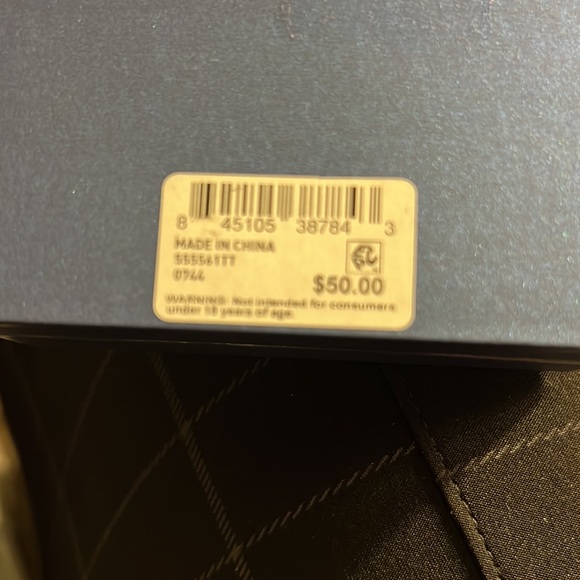 8 45105 38784 3
MADE IN CHINA
555561TT
0744
$50.00
WARNING: Not intended for consumers
under 18 years of age.